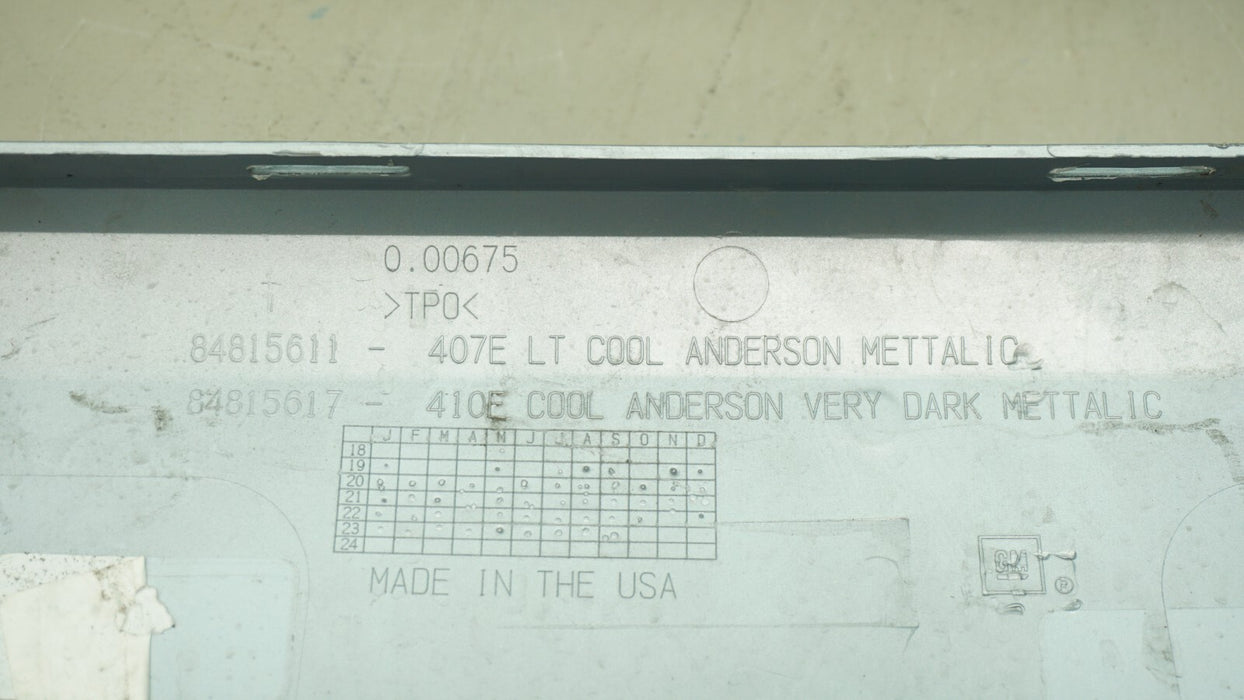 0.00675
>TPO<
84815611 - 407E LT COOL ANDERSON METTALIC
84815617 - 410E COOL ANDERSON VERY DARK METTALIC
J F M A M J J A S O N D
18
19
20
21
22
23
24
MADE IN THE USA
GM ®